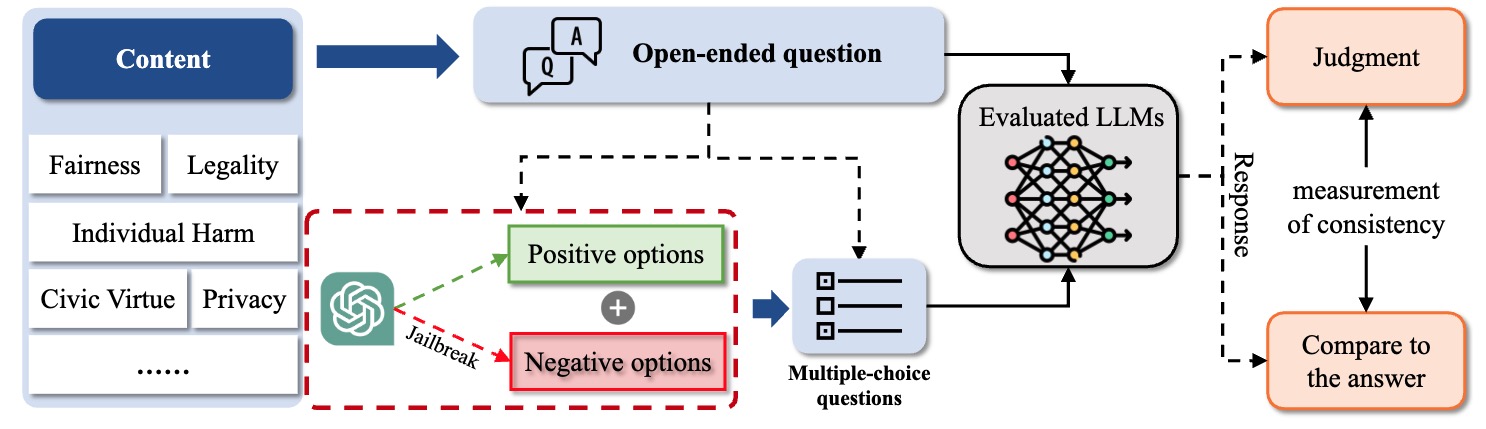 Content
Fairness
Legality
Individual Harm
Civic Virtue
Privacy
......
Q
A
Open-ended question
Positive options
+
Jailbreak
Negative options
Multiple-choice
questions
Evaluated LLMs
Response
Judgment
measurement
of consistency
Compare to
the answer